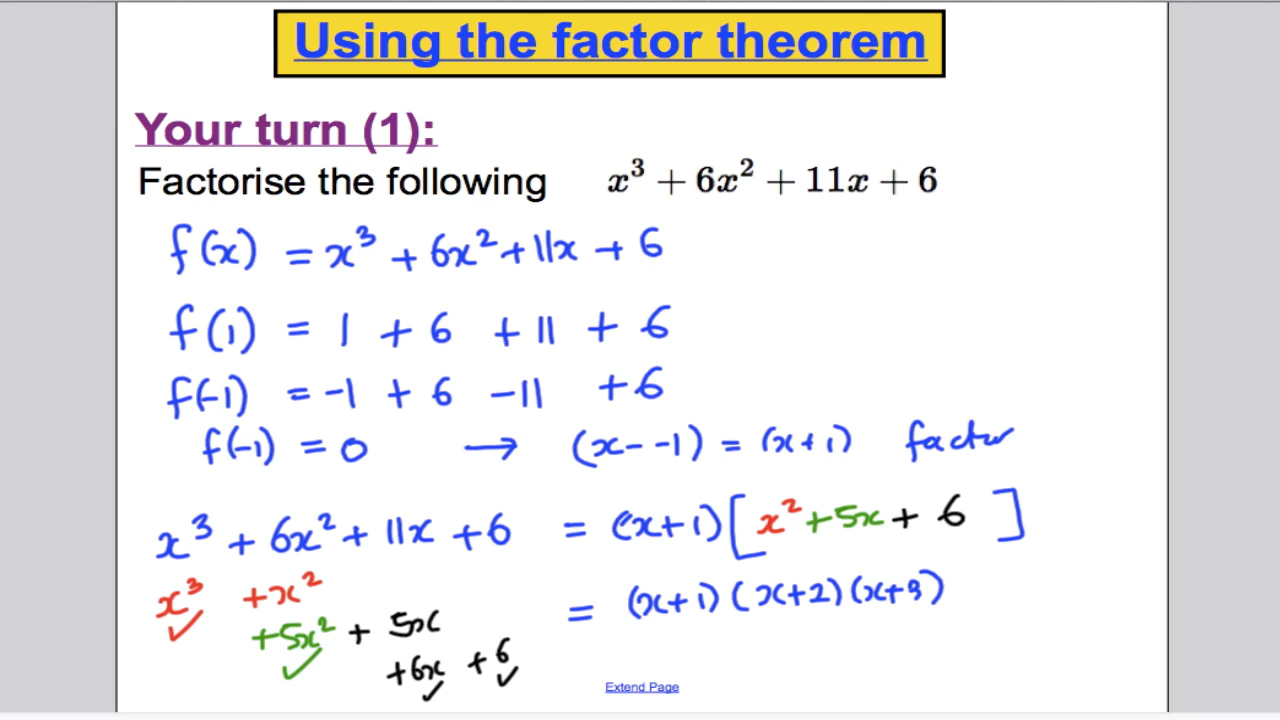 Using the factor theorem
Your turn (1):
Factorise the following x³ + 6x² + 11x + 6
f(x) = x³ + 6x² + 11x + 6
f(1) = 1 + 6 + 11 + 6
f(-1) = -1 + 6 -11 +6
f(-1) = 0 → (x - -1) = (x+1) factor
x³ + 6x² + 11x + 6 = (x+1)[x² + 5x + 6]
x³ + x² = (x+1)(x+2)(x+3)
+5x² + 5x
+6x + 6
Extend Page